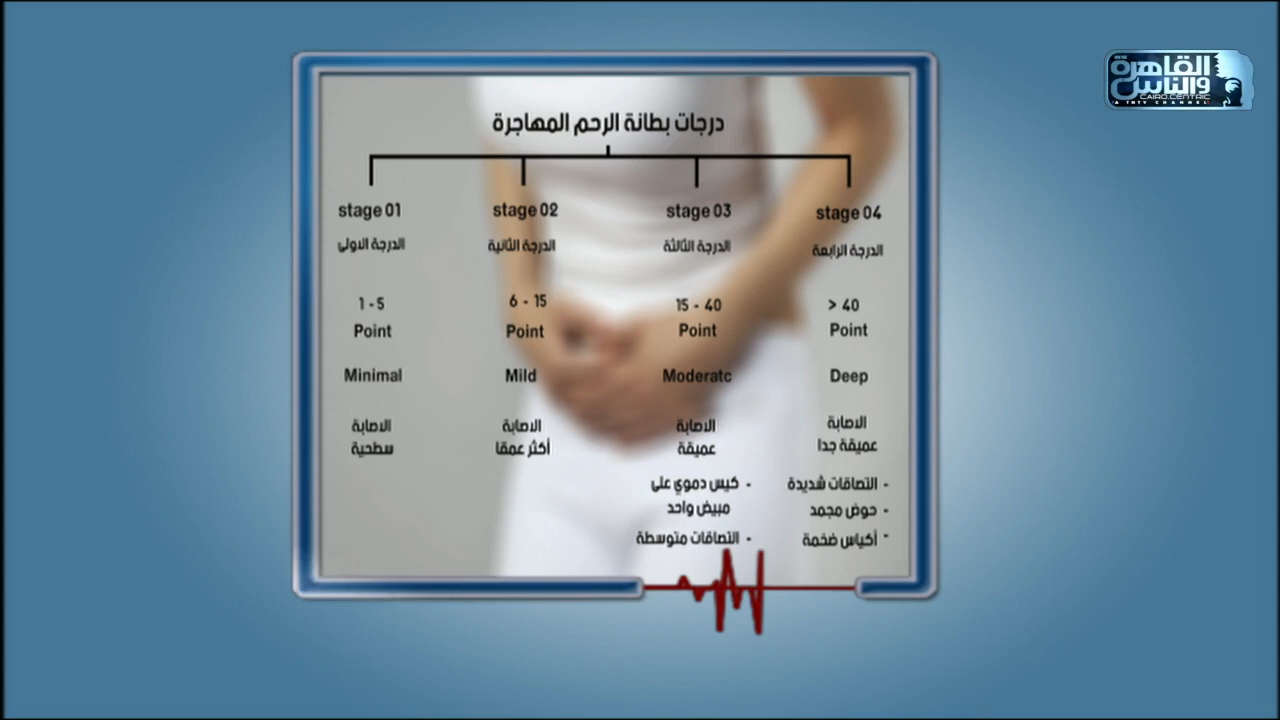 القاهرة
والناس
CAIRO.CENTRIC
A TNTV CHANNEL
درجات بطانة الرحم المهاجرة
stage 01
الدرجة الاولى
1 - 5
Point
Minimal
الاصابة
سطحية
stage 02
الدرجة الثانية
6 - 15
Point
Mild
الاصابة
أكثر عمقا
stage 03
الدرجة الثالثة
15 - 40
Point
Moderatc
الاصابة
عميقة
- كيس دموي على
مبيض واحد
- التصاقات متوسطة
stage 04
الدرجة الرابعة
> 40
Point
Deep
الاصابة
عميقة جدا
- التصاقات شديدة
- حوض مجمد
- أكياس ضخمة